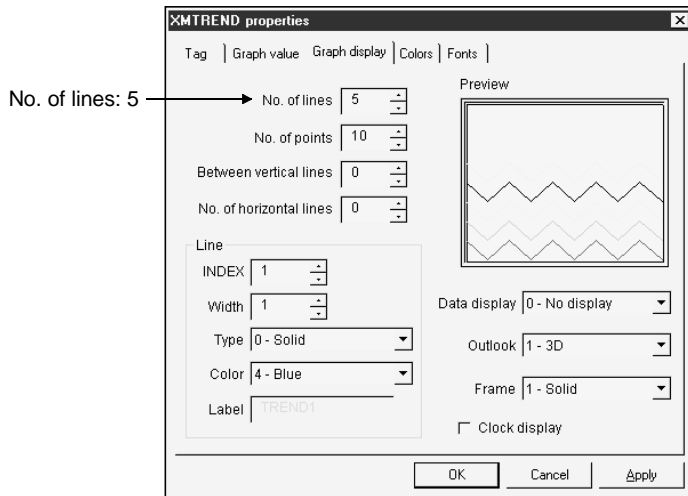 XMTREND properties
Tag Graph value Graph display Colors Fonts
No. of lines: 5
No. of lines 5
No. of points 10
Between vertical lines 0
No. of horizontal lines 0
Line
INDEX 1
Width 1
Type 0 - Solid
Color 4 - Blue
Label TREND1
Preview
Data display 0 - No display
Outlook 1 - 3D
Frame 1 - Solid
Clock display
OK Cancel Apply